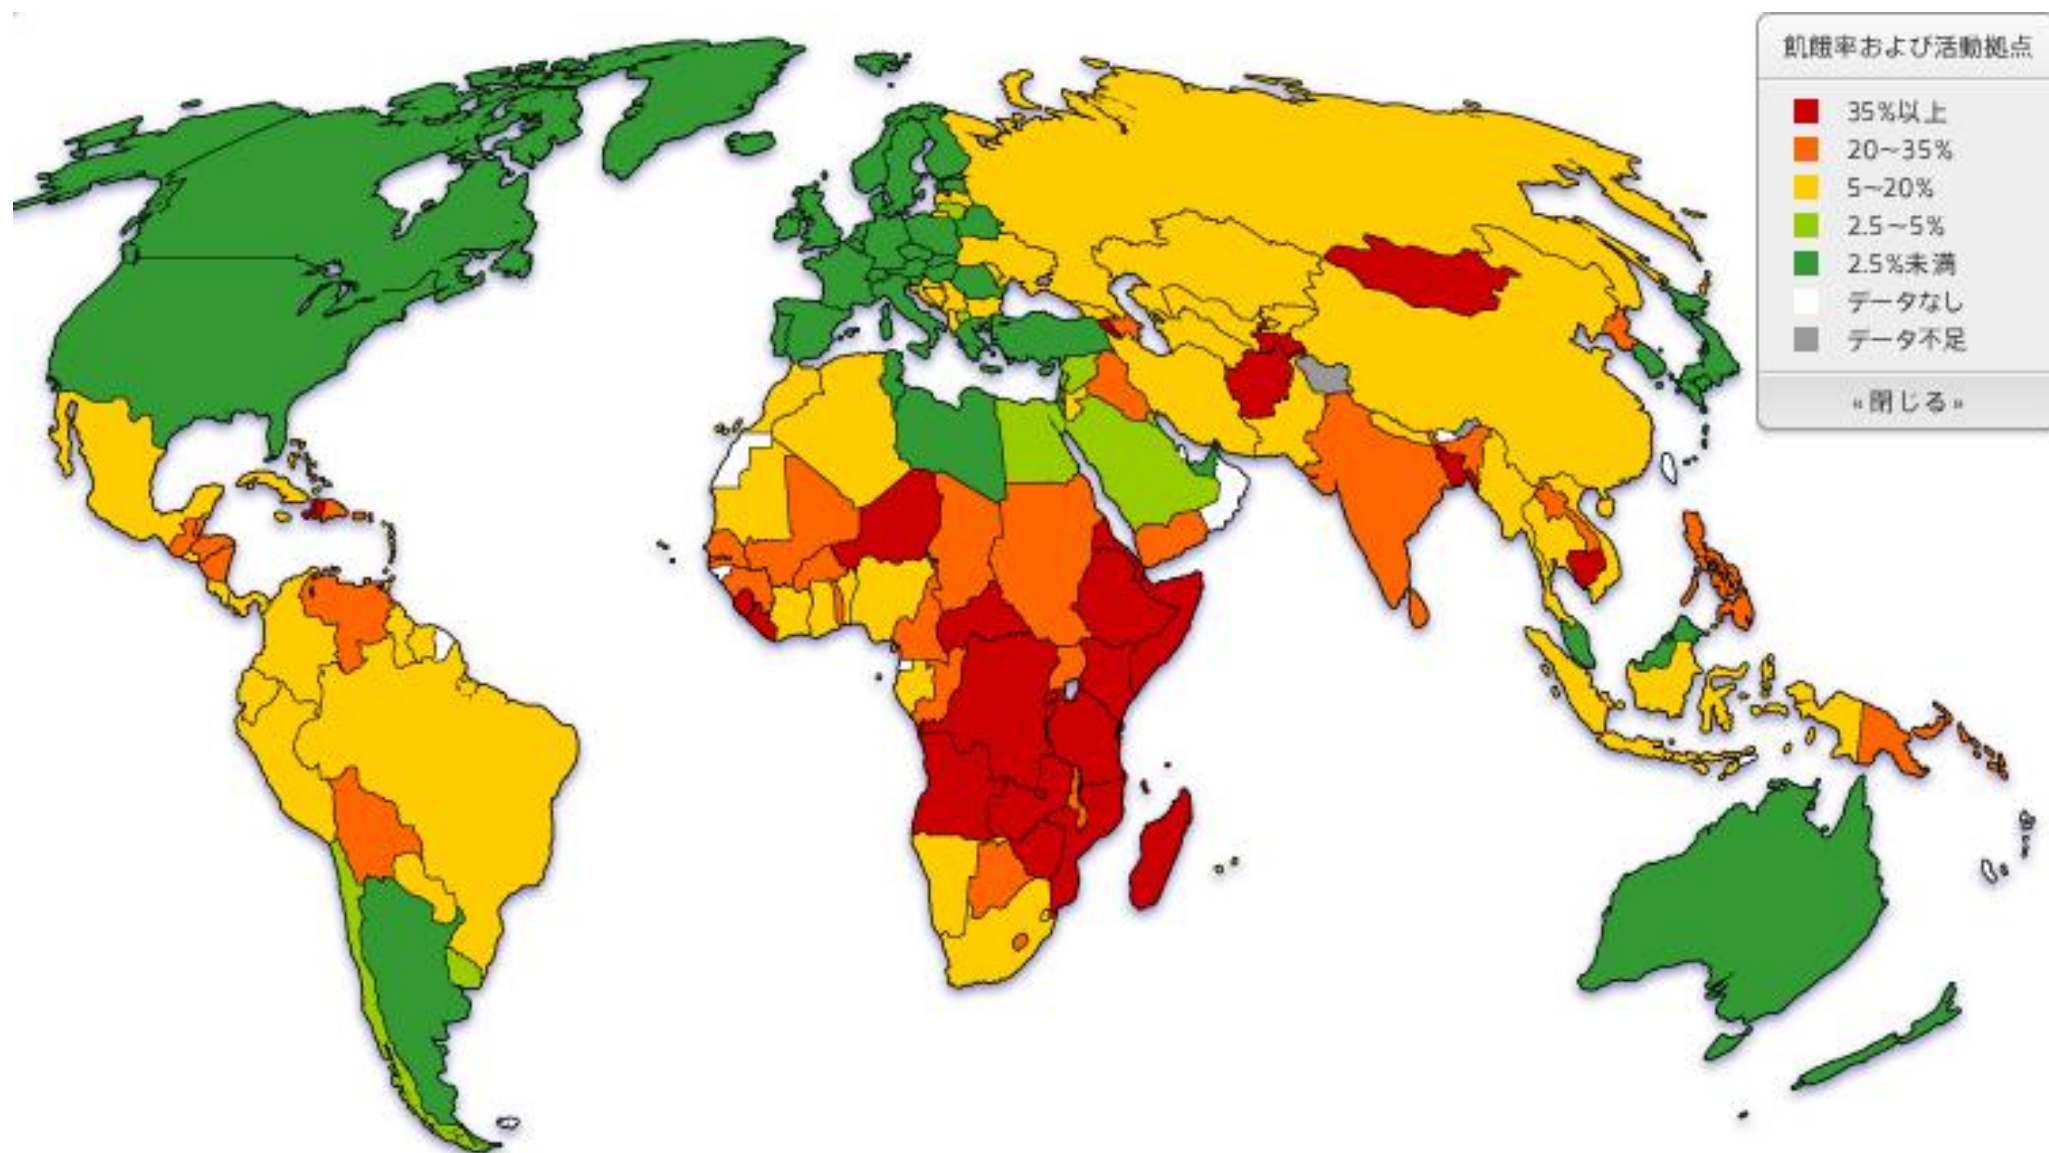 飢餓率および活動拠点
35%以上
20~35%
5~20%
2.5~5%
2.5%未満
データなし
データ不足
«閉じる»